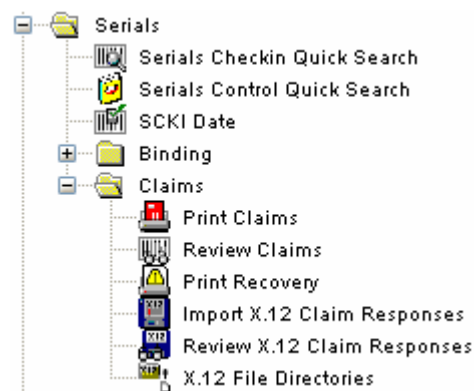 Serials
Serials Checkin Quick Search
Serials Control Quick Search
SCKI Date
Binding
Claims
Print Claims
Review Claims
Print Recovery
Import X.12 Claim Responses
Review X.12 Claim Responses
X.12 File Directories